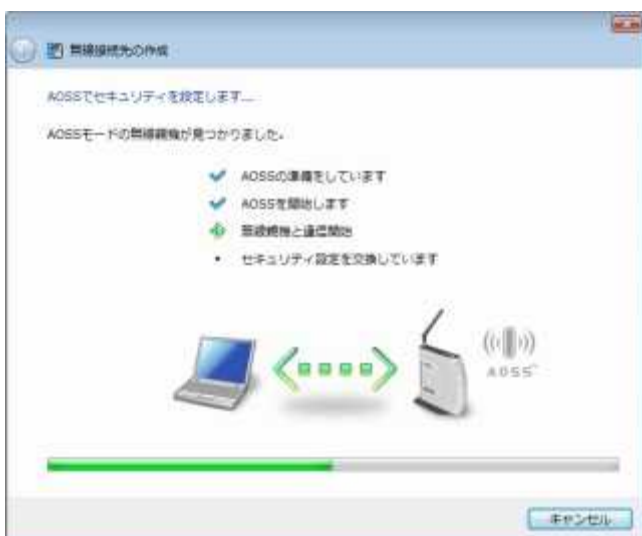 無線接続先の作成
AOSSでセキュリティを設定します...
AOSSモードの無線親機が見つかりました。
AOSSの準備をしています
AOSSを開始します
無線親機と通信開始
セキュリティ設定を交換しています
AOSS™
キャンセル